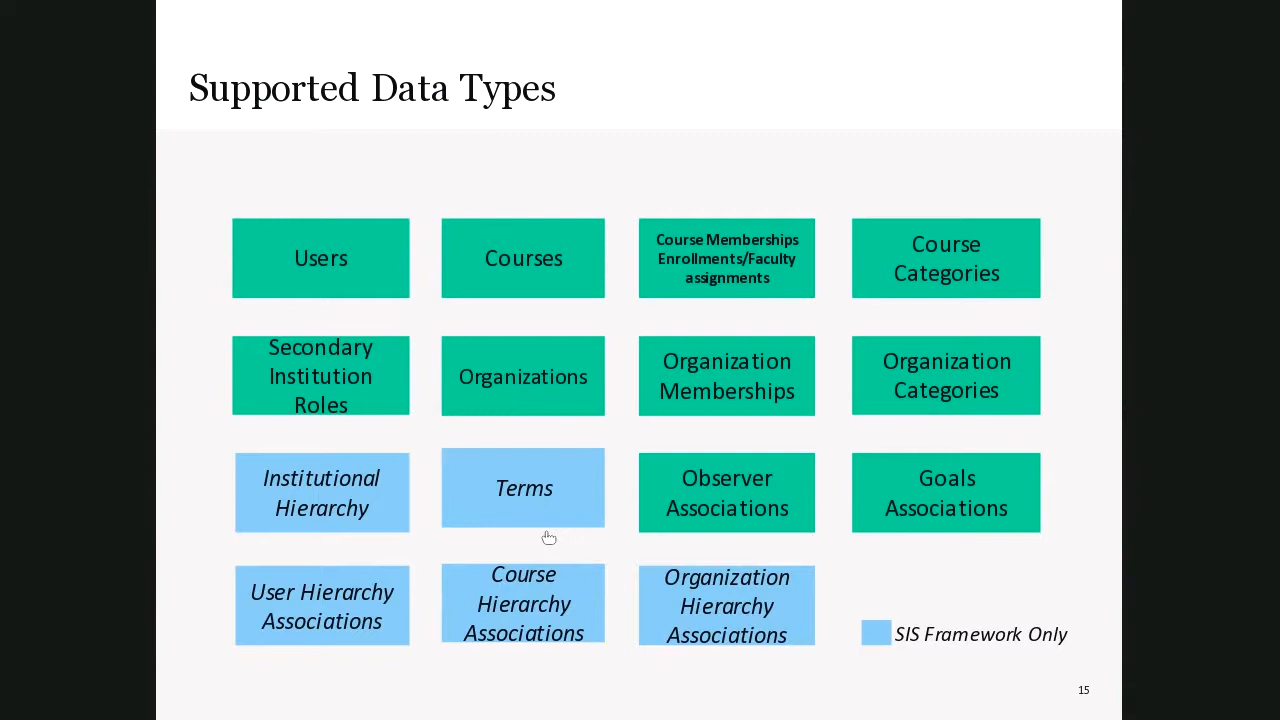 Supported Data Types
Users
Courses
Course Memberships
Enrollments/Faculty
assignments
Course
Categories
Secondary
Institution
Roles
Organizations
Organization
Memberships
Organization
Categories
Institutional
Hierarchy
Terms
Observer
Associations
Goals
Associations
User Hierarchy
Associations
Course
Hierarchy
Associations
Organization
Hierarchy
Associations
SIS Framework Only
15